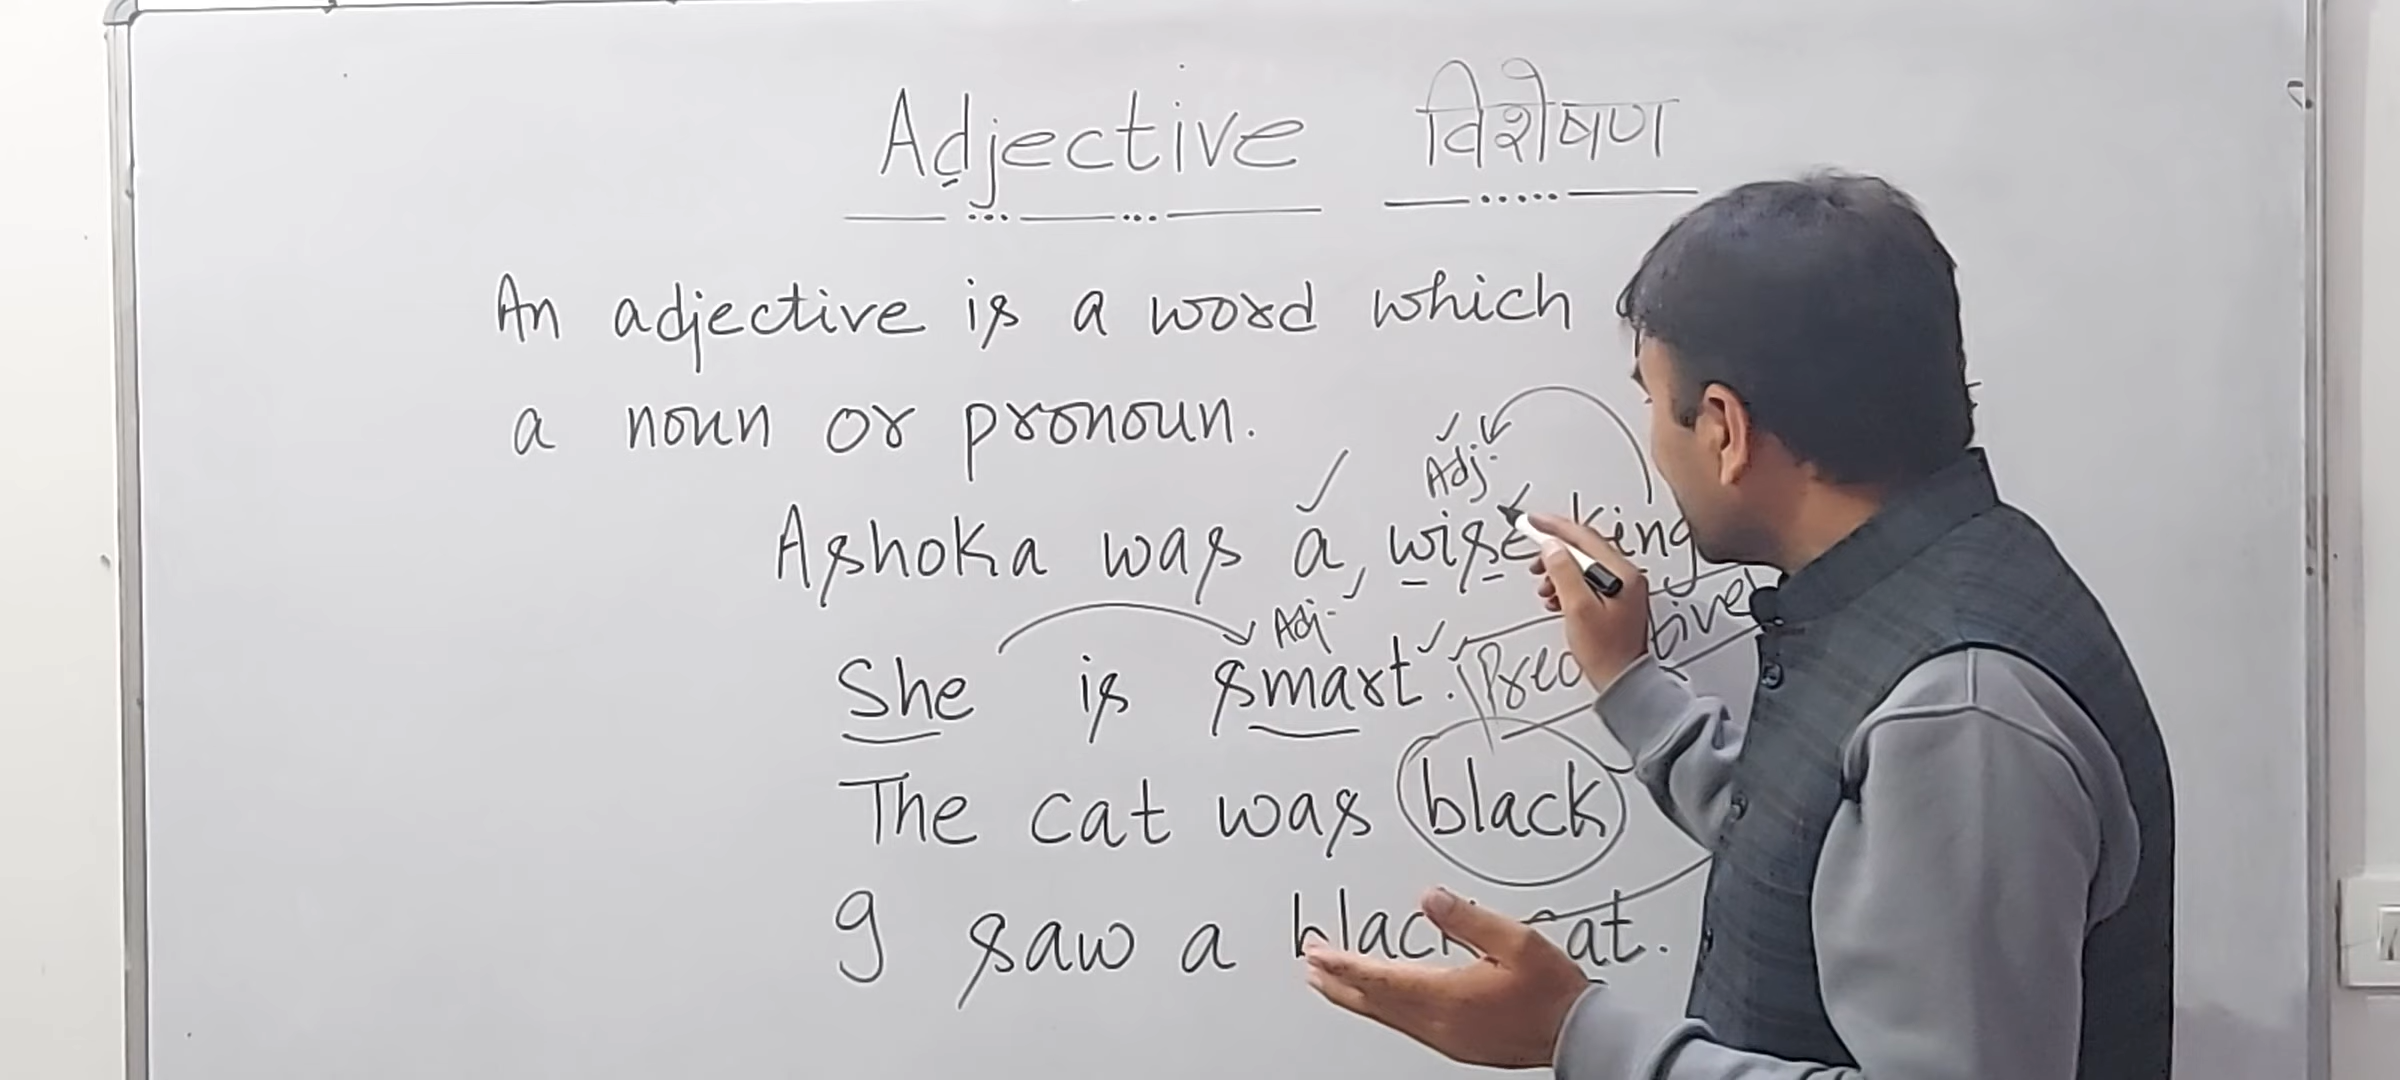 Adjective विशेषण
An adjective is a word which
a noun or pronoun.
Adj.
Ashoka was a, wise king
Adj.
She is smart.
The cat was black
I saw a black cat.